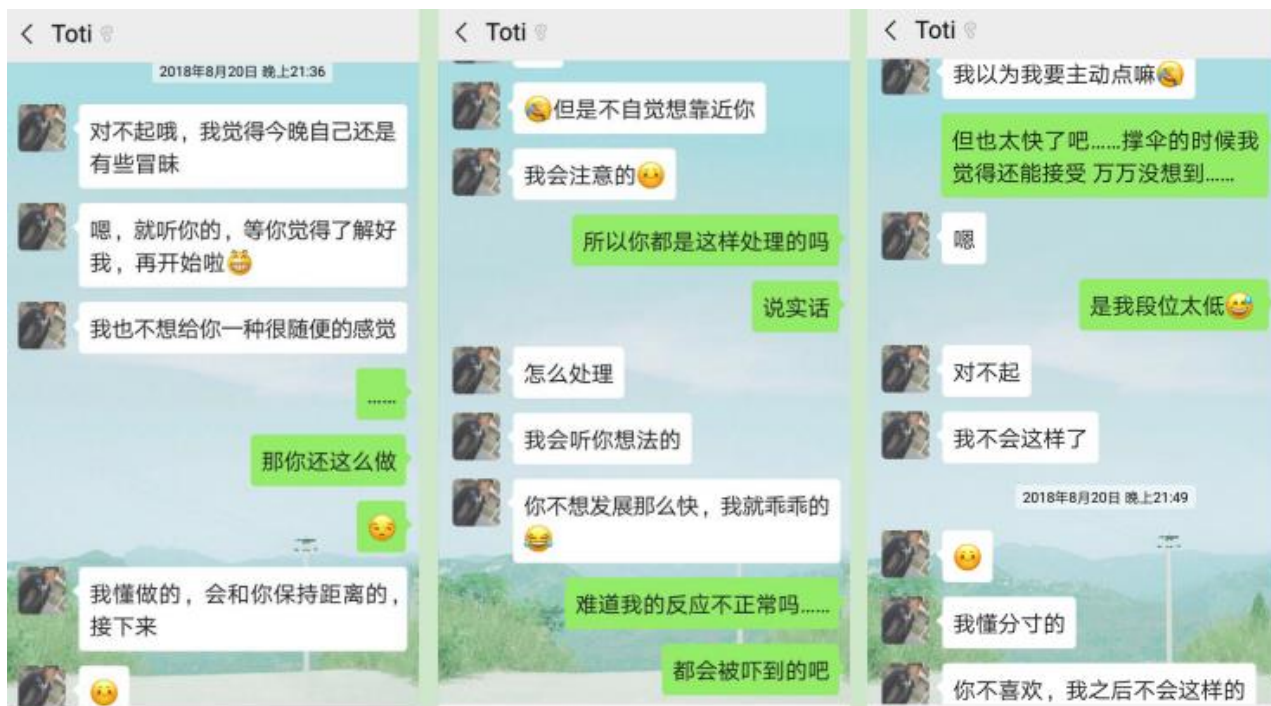 Toti
2018年8月20日 晚上21:36
对不起哦，我觉得今晚自己还是
有些冒昧
嗯，就听你的，等你觉得了解好
我，再开始啦
我也不想给你一种很随便的感觉
……
那你还这么做
我懂做的，会和你保持距离的，
接下来
Toti
但是不自觉想靠近你
我会注意的
所以你都是这样处理的吗
说实话
怎么处理
我会听你想法的
你不想发展那么快，我就乖乖的
难道我的反应不正常吗……
都会被吓到的吧
Toti
我以为我要主动点嘛
但也太快了吧……撑伞的时候我
觉得还能接受 万万没想到……
嗯
是我段位太低
对不起
我不会这样了
2018年8月20日 晚上21:49
我懂分寸的
你不喜欢，我之后不会这样的